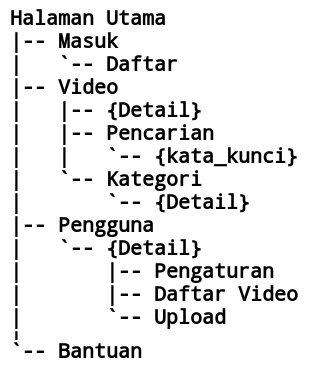 Halaman Utama
|-- Masuk
|   `-- Daftar
|-- Video
|   |-- {Detail}
|   |-- Pencarian
|   |   `-- {kata_kunci}
|   `-- Kategori
|       `-- {Detail}
|-- Pengguna
|   `-- {Detail}
|       |-- Pengaturan
|       |-- Daftar Video
|       `-- Upload
¦
`-- Bantuan